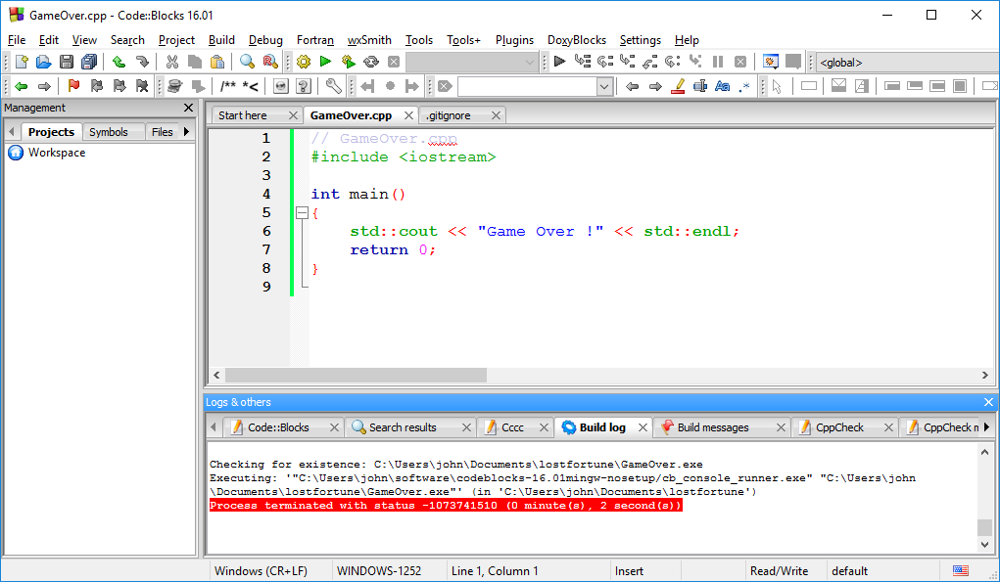 GameOver.cpp - Code::Blocks 16.01
File Edit View Search Project Build Debug Fortran wxSmith Tools Tools+ Plugins DoxyBlocks Settings Help
<global>
/** *<
Aa .*
Management
Projects Symbols Files
Workspace
Start here GameOver.cpp .gitignore
1 // GameOver.cpp
2 #include <iostream>
3
4 int main()
5 {
6 std::cout << "Game Over !" << std::endl;
7 return 0;
8 }
9
Logs & others
Code::Blocks Search results Cccc Build log Build messages CppCheck CppCheck m
Checking for existence: C:\Users\john\Documents\lostfortune\GameOver.exe
Executing: '"C:\Users\john\software\codeblocks-16.01mingw-nosetup/cb_console_runner.exe" "C:\Users\john
\Documents\lostfortune\GameOver.exe"' (in 'C:\Users\john\Documents\lostfortune')
Process terminated with status -1073741510 (0 minute(s), 2 second(s))
Windows (CR+LF) WINDOWS-1252 Line 1, Column 1 Insert Read/Write default